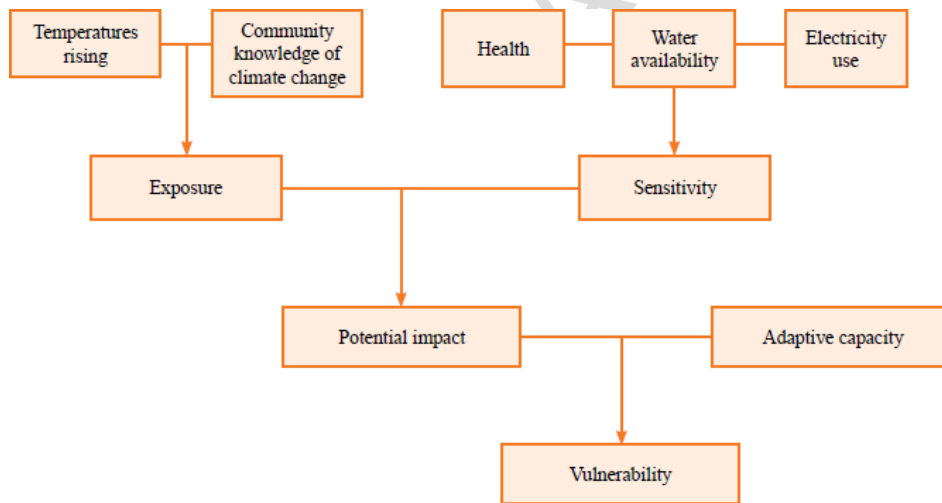 Temperatures
rising
Community
knowledge of
climate change
Health
Water
availability
Electricity
use
Exposure
Sensitivity
Potential impact
Adaptive capacity
Vulnerability